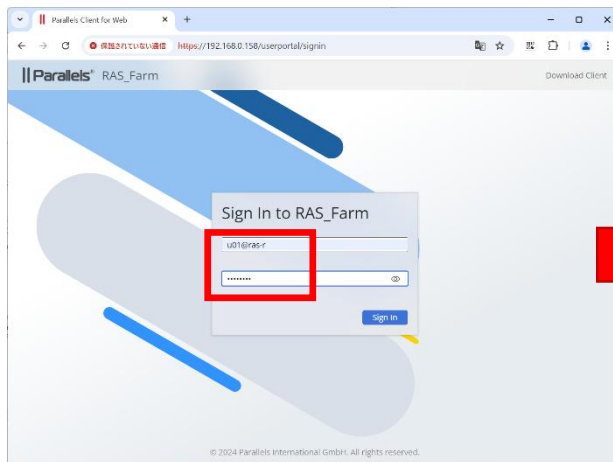 Parallels Client for Web
保護されていない通信 https://192.168.0.158/userportal/signin
Parallels® RAS_Farm
Download Client
Sign In to RAS_Farm
u01@ras-r
••••••••
Sign In
© 2024 Parallels International GmbH. All rights reserved.